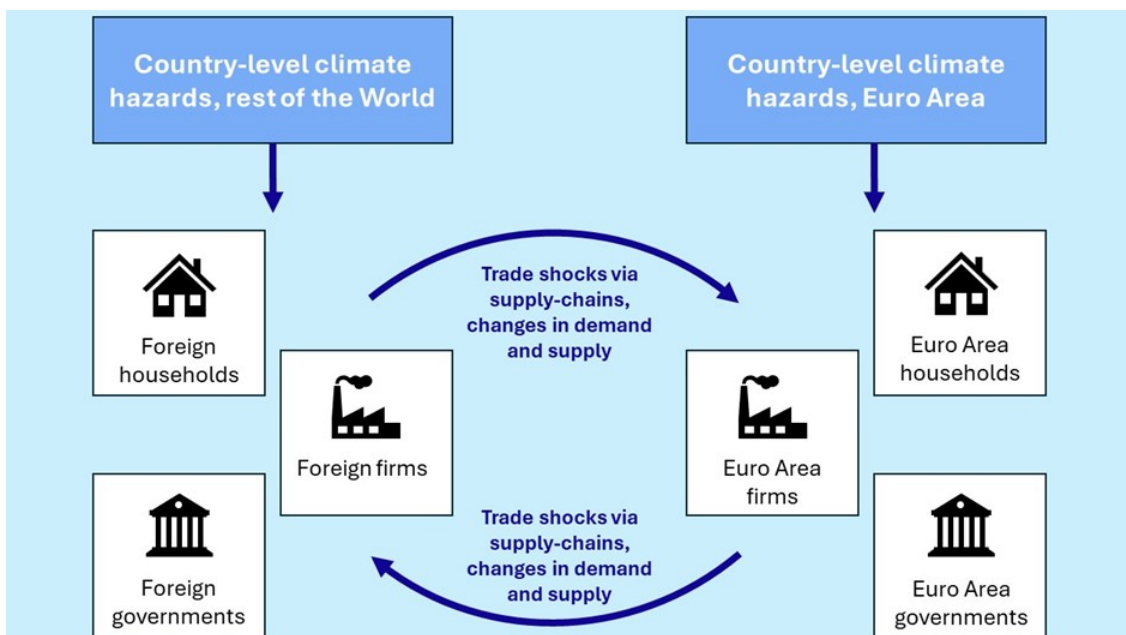 Country-level climate
hazards, rest of the World
Country-level climate
hazards, Euro Area
Foreign
households
Trade shocks via
supply-chains,
changes in demand
and supply
Euro Area
households
Foreign firms
Euro Area
firms
Foreign
governments
Trade shocks via
supply-chains,
changes in demand
and supply
Euro Area
governments